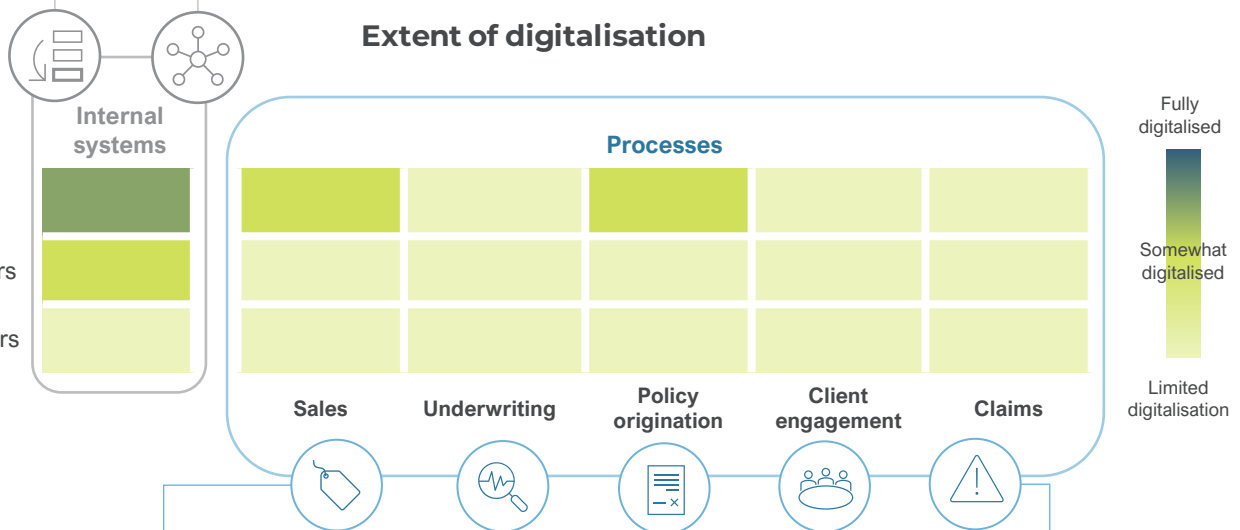 Extent of digitalisation
Internal
systems
Processes
Fully
digitalised
Somewhat
digitalised
Limited
digitalisation
rs
rs
Sales
Underwriting
Policy
origination
Client
engagement
Claims